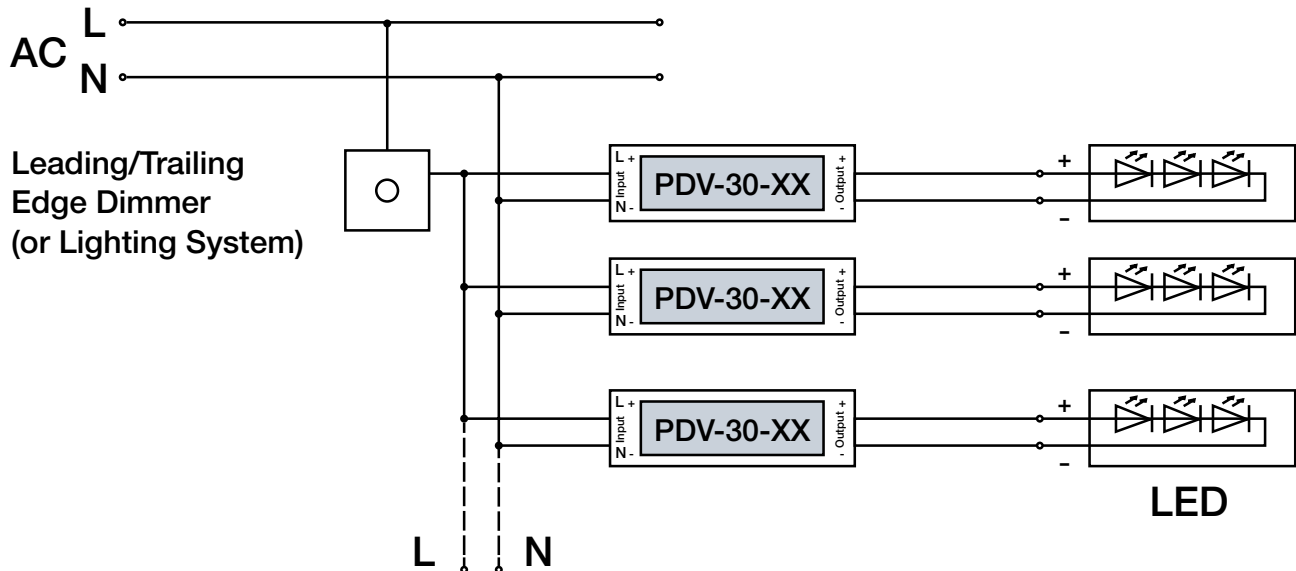 L
AC
N
Leading/Trailing
Edge Dimmer
(or Lighting System)
L +
Input
N -
PDV-30-XX
- Output +
+
–
L +
Input
N -
PDV-30-XX
- Output +
+
–
L +
Input
N -
PDV-30-XX
- Output +
+
–
LED
L N